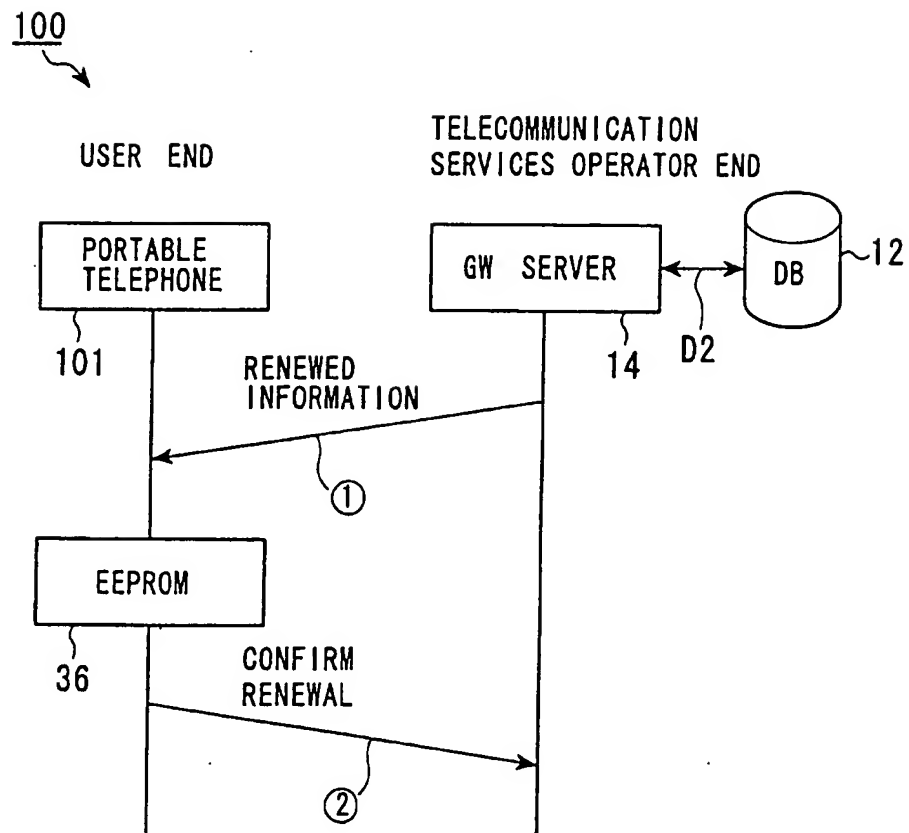 100
USER END
TELECOMMUNICATION
SERVICES OPERATOR END
PORTABLE
TELEPHONE
GW SERVER
DB
12
101
14
D2
RENEWED
INFORMATION
①
EEPROM
36
CONFIRM
RENEWAL
②